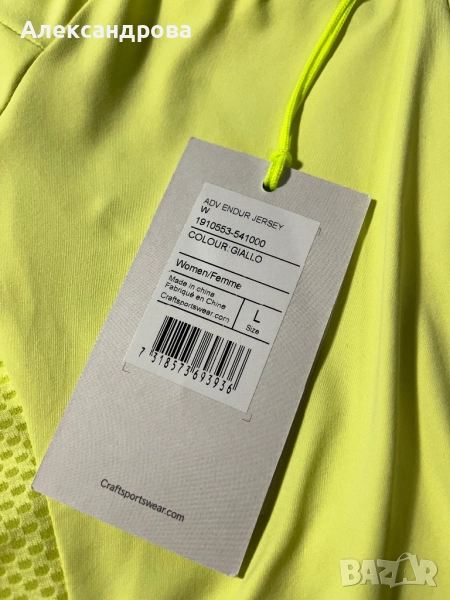 Александрова
ADV ENDUR JERSEY
W
1910553-541000
COLOUR:GIALLO
Women/Femme
Made in china
Fabriqué en Chine
Craftsportswear.com
L
Size
7 318573 693936
Craftsportswear.com
BAZAR